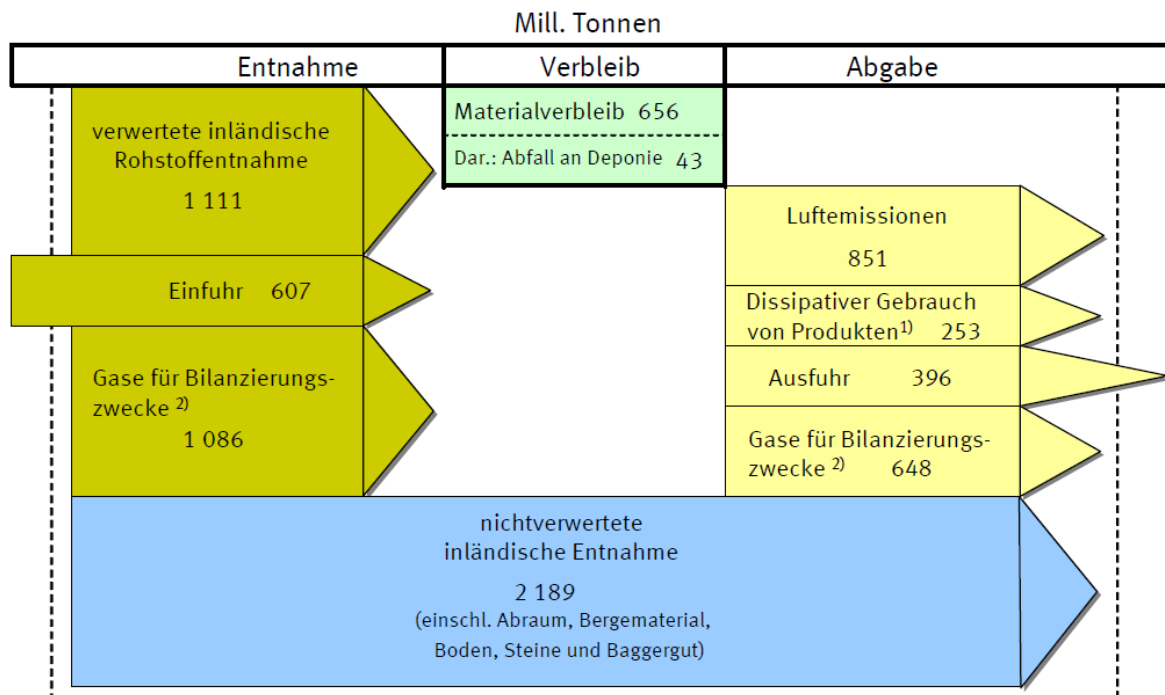 Mill. Tonnen
Entnahme
Verbleib
Abgabe
verwertete inländische
Rohstoffentnahme
1 111
Einfuhr 607
Gase für Bilanzierungs-
zwecke 2)
1 086
Materialverbleib 656
Dar.: Abfall an Deponie 43
Luftemissionen
851
Dissipativer Gebrauch
von Produkten1) 253
Ausfuhr 396
Gase für Bilanzierungs-
zwecke 2) 648
nichtverwertete
inländische Entnahme
2 189
(einschl. Abraum, Bergematerial,
Boden, Steine und Baggergut)